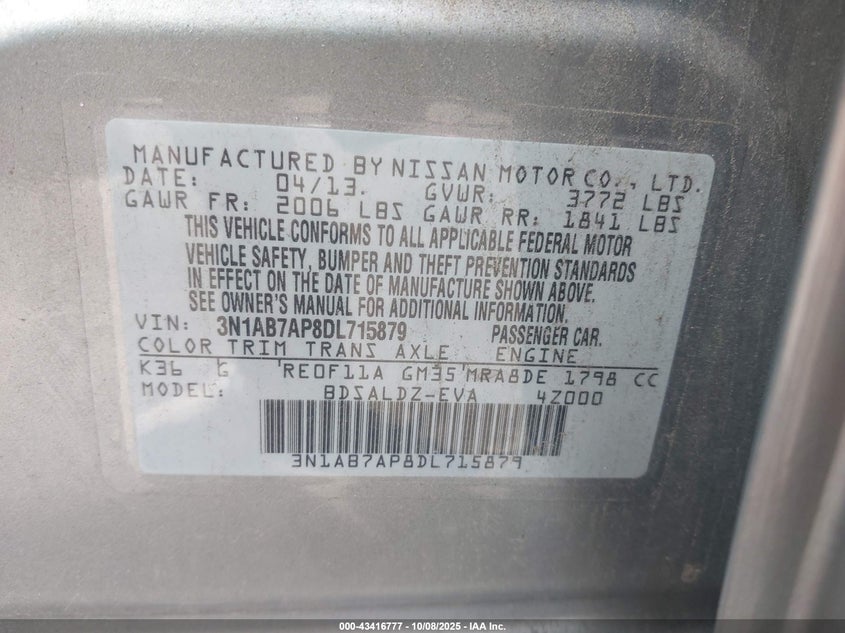 MANUFACTURED BY NISSAN MOTOR CO., LTD.
DATE: 04/13. GVWR: 3772 LBS
GAWR FR: 2006 LBS GAWR RR: 1841 LBS
THIS VEHICLE CONFORMS TO ALL APPLICABLE FEDERAL MOTOR
VEHICLE SAFETY, BUMPER AND THEFT PREVENTION STANDARDS
IN EFFECT ON THE DATE OF MANUFACTURE SHOWN ABOVE.
SEE OWNER'S MANUAL FOR ADDITIONAL INFORMATION.
VIN: 3N1AB7AP8DL715879 PASSENGER CAR.
COLOR TRIM TRANS AXLE ENGINE
K36 G RE0F11A GM35 MRA8DE 1798 CC
MODEL: BDSALDZ-EVA 4Z000
3N1AB7AP8DL715879
000-43416777 - 10/08/2025 - IAA Inc.